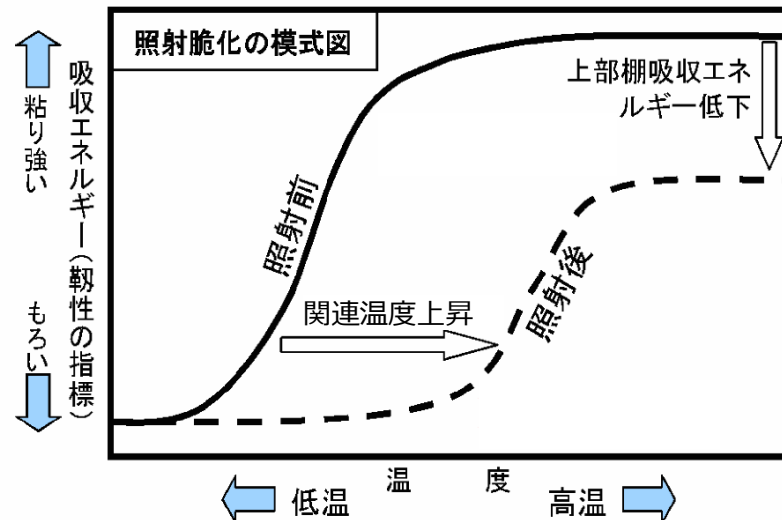 照射脆化の模式図
粘り強い
もろい
吸収エネルギー(靱性の指標)
上部棚吸収エネ
ルギー低下
照射前
関連温度上昇
照射後
温度
低温
高温